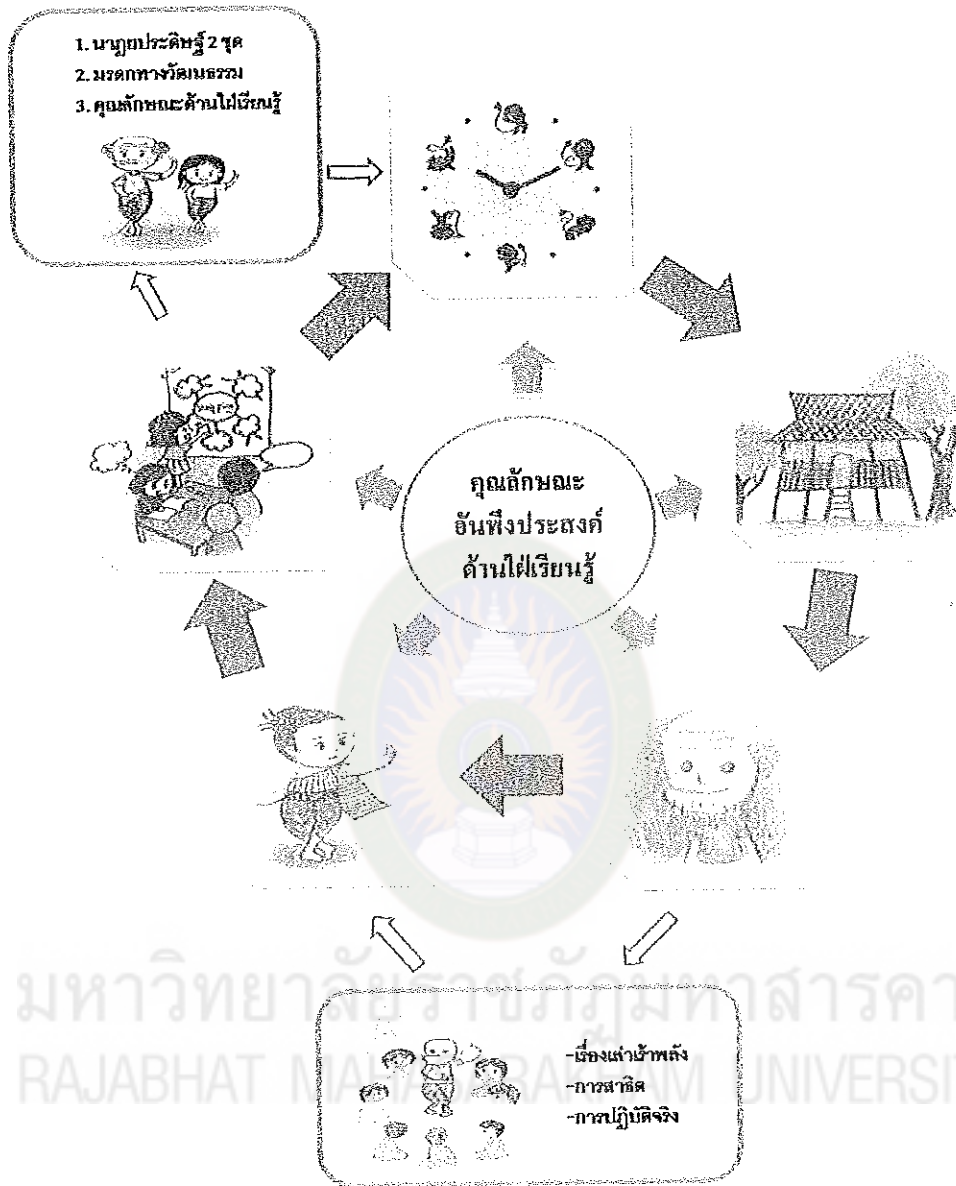 1. นาฏยประดิษฐ์ 2 ชุด
2. มรดกทางวัฒนธรรม
3. คุณลักษณะด้านใฝ่เรียนรู้
คุณลักษณะ
อันพึงประสงค์
ด้านใฝ่เรียนรู้
-เรื่องเล่าเร้าพลัง
-การสาธิต
-การปฏิบัติจริง
มหาวิทยาลัยราชภัฏมหาสารคา
RAJABHAT MAHASARAKHAM UNIVERSI